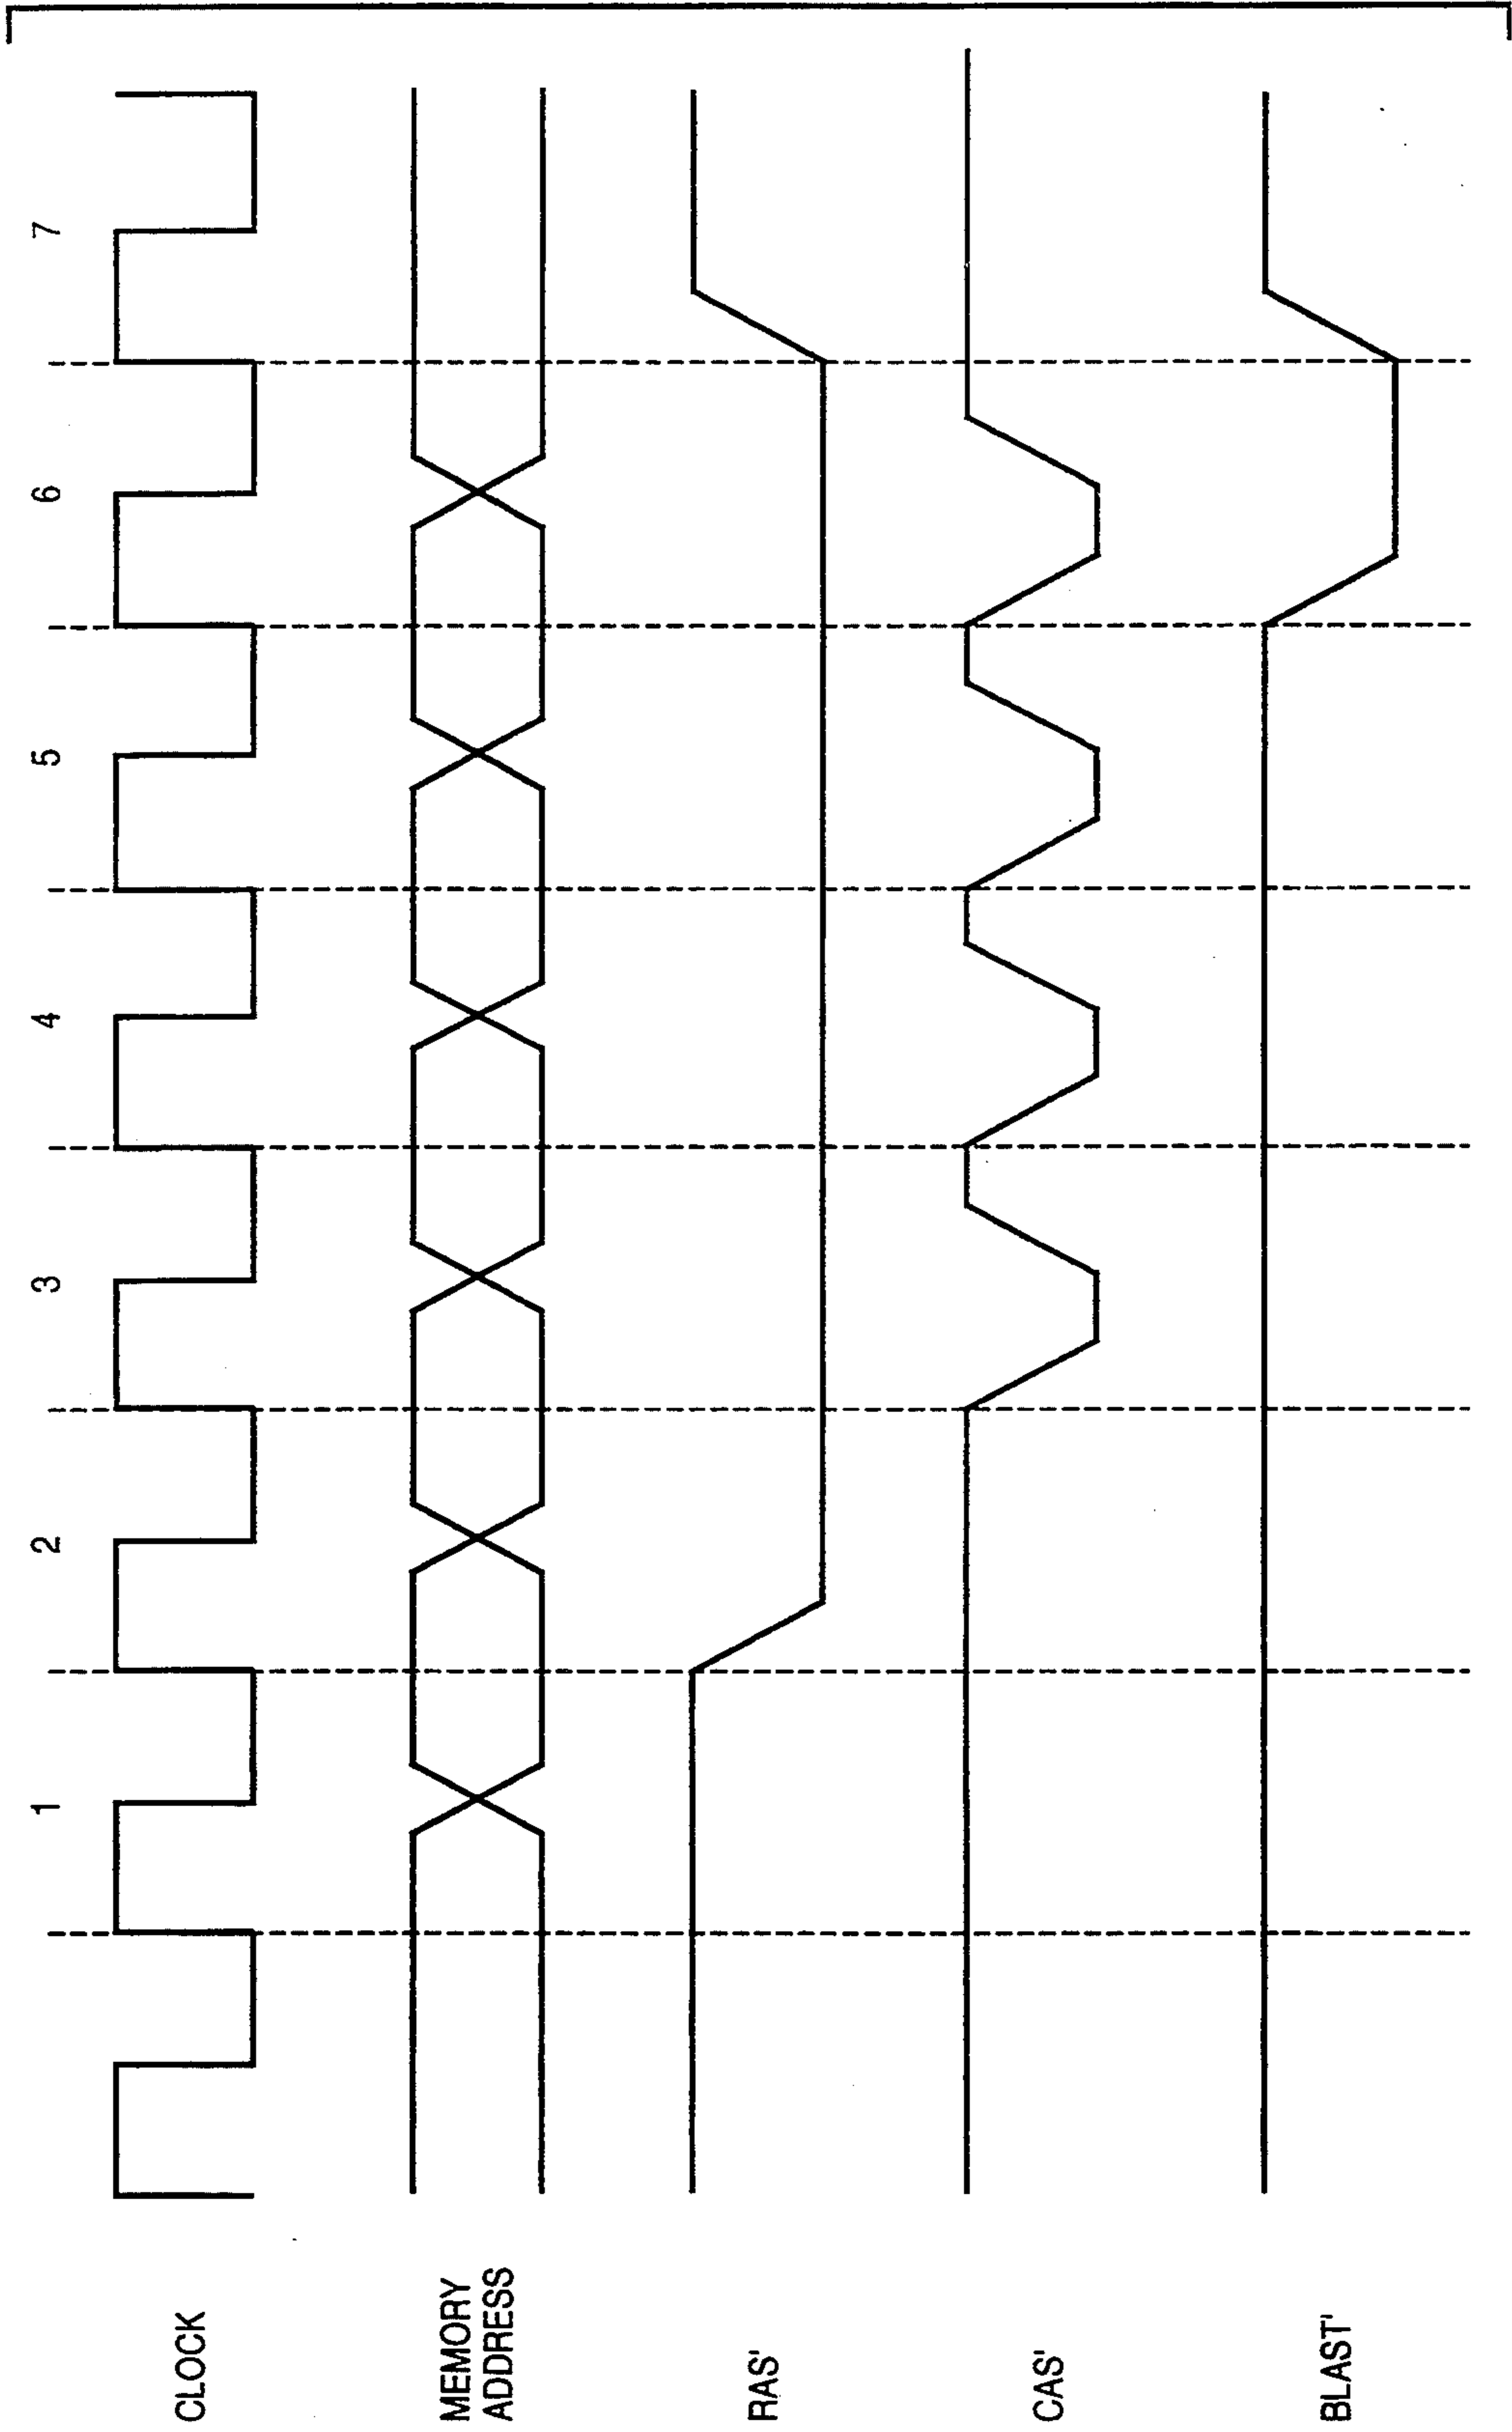 1 2 3 4 5 6 7
CLOCK
MEMORY
ADDRESS
RAS'
CAS'
BLAST'